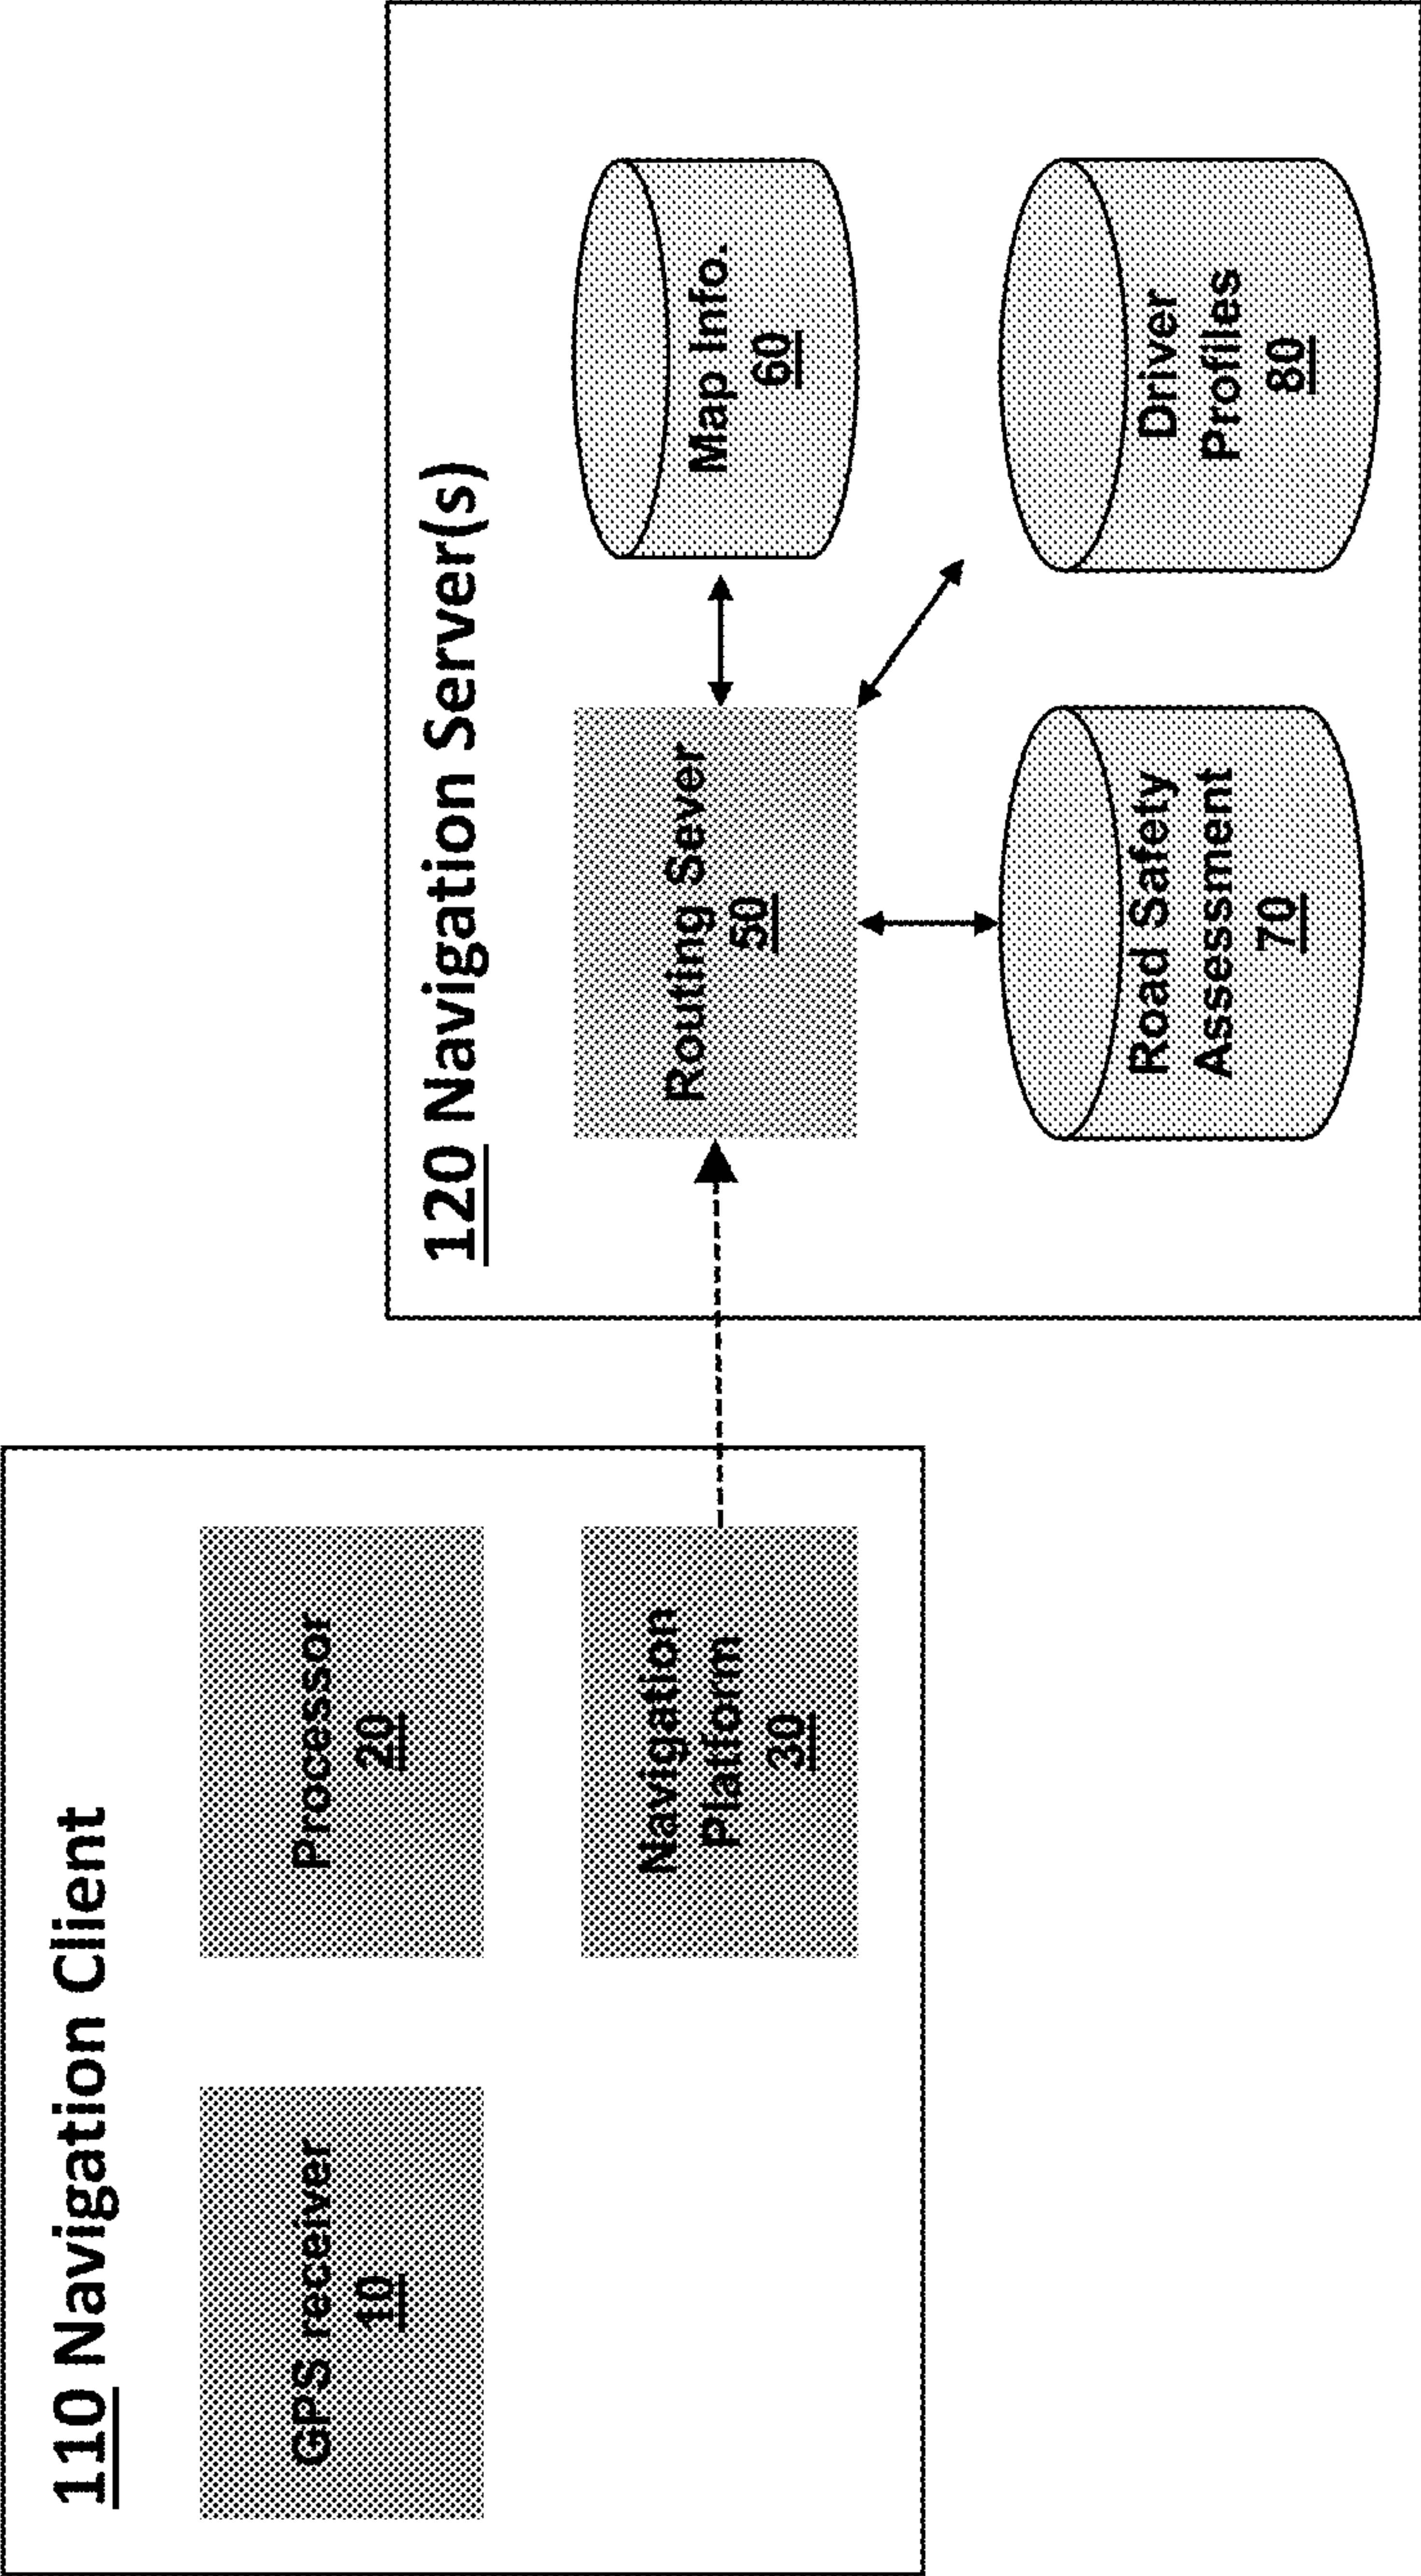 110 Navigation Client
GPS receiver
10
Processor
20
Navigation
Platform
30
120 Navigation Server(s)
Routing Sever
50
Map Info.
60
Road Safety
Assessment
70
Driver
Profiles
80